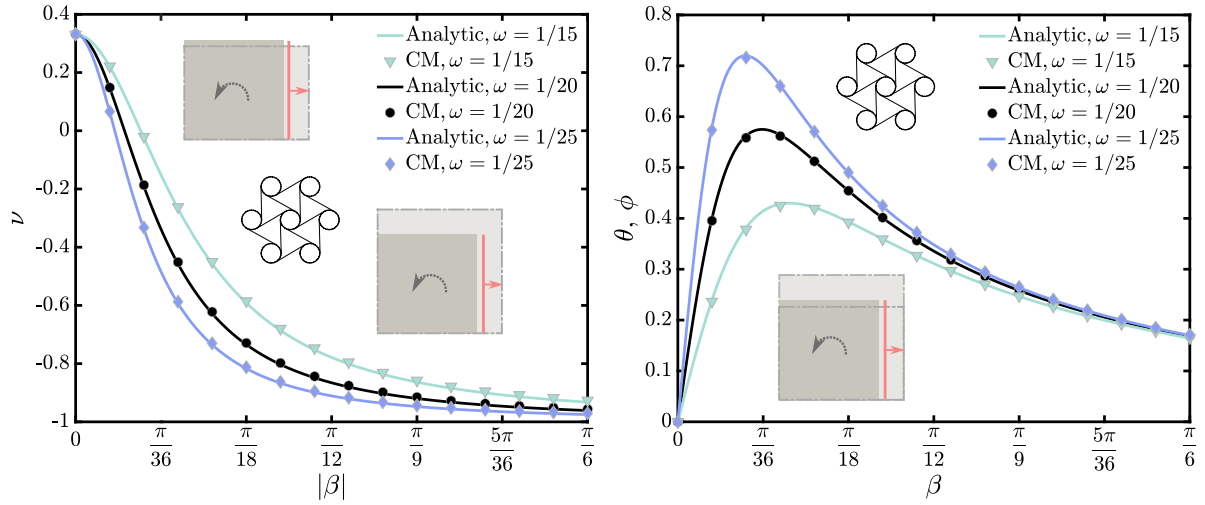 0.4
0.2
0
-0.2
-0.4
-0.6
-0.8
-1
ν
Analytic, ω = 1/15
CM, ω = 1/15
Analytic, ω = 1/20
CM, ω = 1/20
Analytic, ω = 1/25
CM, ω = 1/25
0 π/36 π/18 π/12 π/9 5π/36 π/6
|β|
0.8
0.7
0.6
0.5
0.4
0.3
0.2
0.1
0
θ, ϕ
Analytic, ω = 1/15
CM, ω = 1/15
Analytic, ω = 1/20
CM, ω = 1/20
Analytic, ω = 1/25
CM, ω = 1/25
0 π/36 π/18 π/12 π/9 5π/36 π/6
β